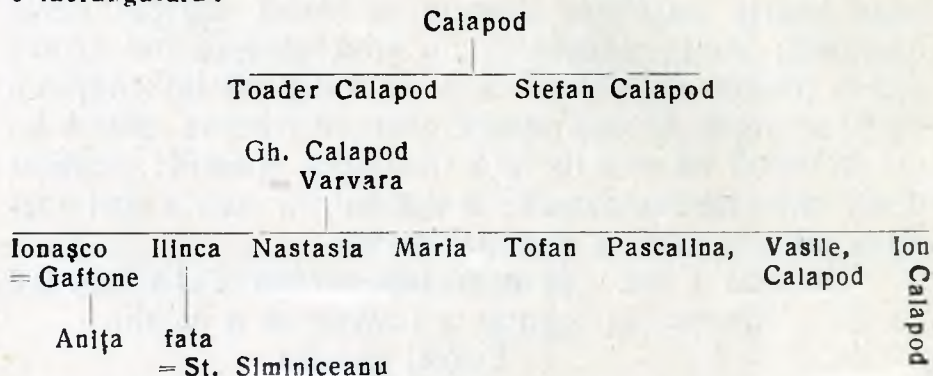 Calapod
Toader Calapod Stefan Calapod
Gh. Calapod
= Varvara
Ionaşco Ilinca Nastasia Maria Tofan Pascalina, Vasile, Ion
= Gaftone Calapod Calapod
Aniţa fata
= St. Siminiceanu